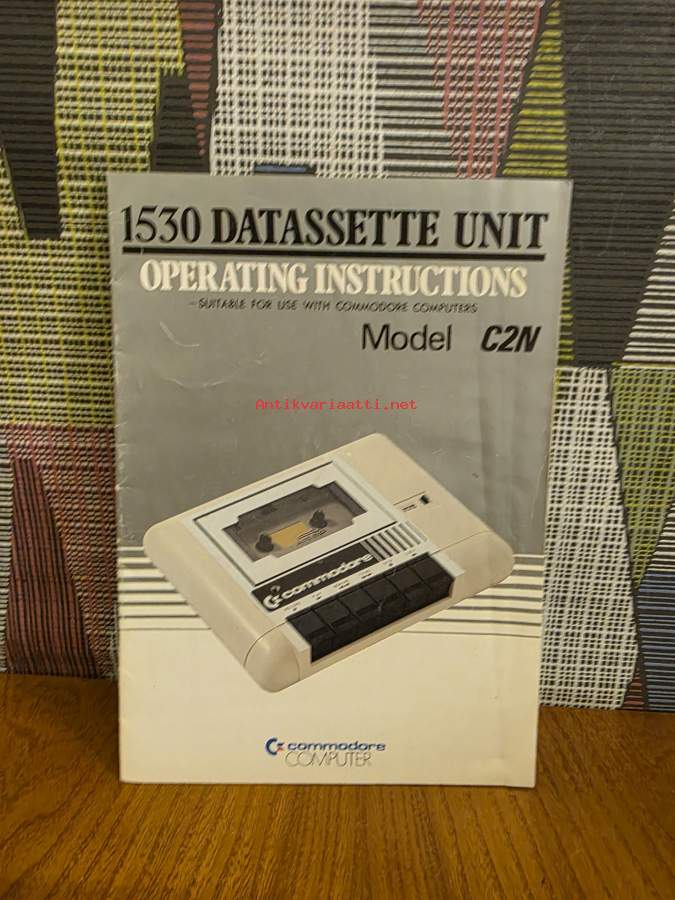 1530 DATASSETTE UNIT
OPERATING INSTRUCTIONS
- SUITABLE FOR USE WITH COMMODORE COMPUTERS
Model C2N
Antikvariaatti.net
commodore
commodore
COMPUTER